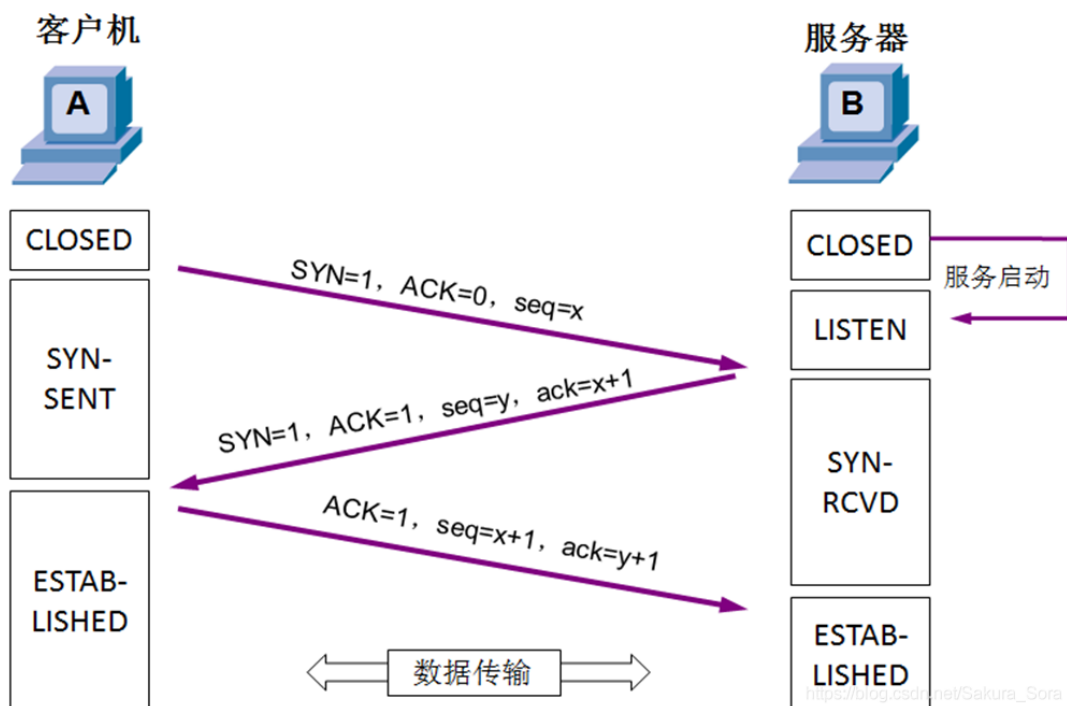 客户机
服务器
A
B
CLOSED
CLOSED
SYN=1，ACK=0，seq=x
服务启动
LISTEN
SYN-
SENT
SYN=1，ACK=1，seq=y，ack=x+1
SYN-
RCVD
ACK=1，seq=x+1，ack=y+1
ESTAB-
LISHED
ESTAB-
LISHED
数据传输
https://blog.csdn.net/Sakura_Sora